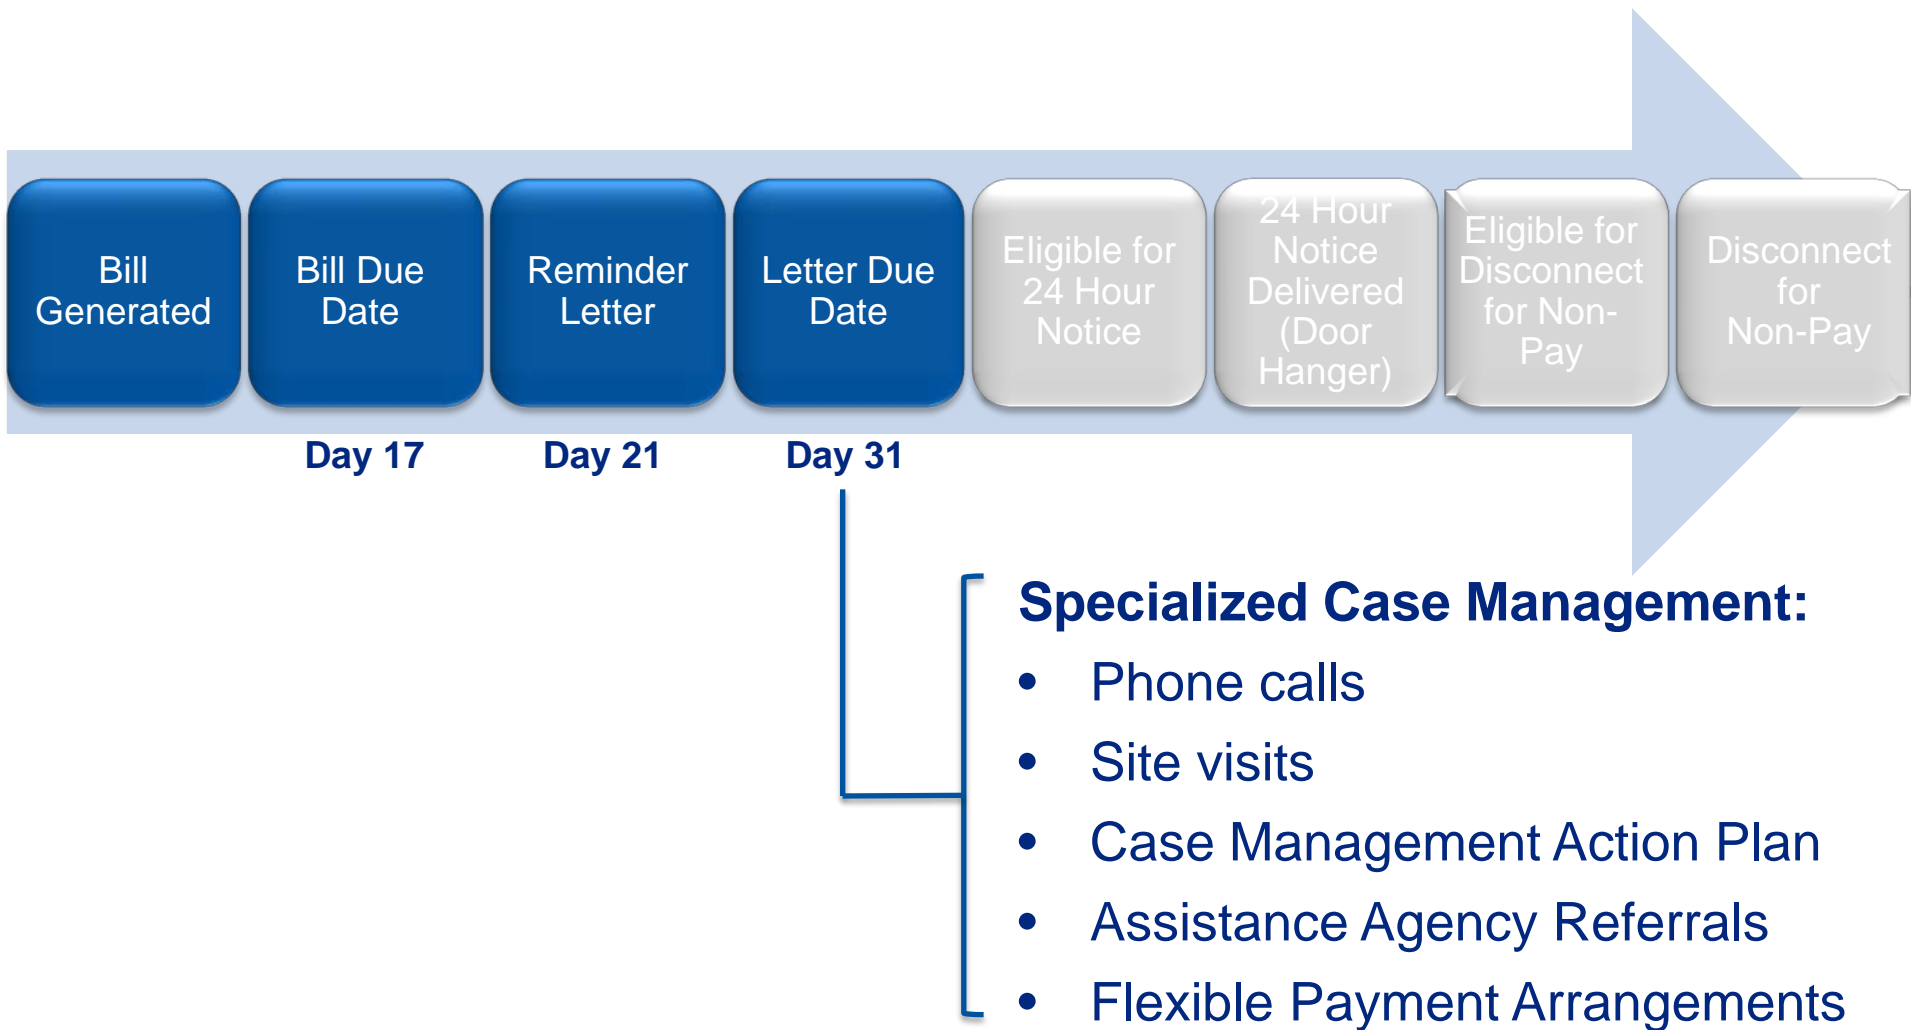 Bill
Generated
Bill Due
Date
Reminder
Letter
Letter Due
Date
Eligible for
24 Hour
Notice
24 Hour
Notice
Delivered
(Door
Hanger)
Eligible for
Disconnect
for Non-
Pay
Disconnect
for
Non-Pay
Day 17
Day 21
Day 31
Specialized Case Management:
• Phone calls
• Site visits
• Case Management Action Plan
• Assistance Agency Referrals
• Flexible Payment Arrangements